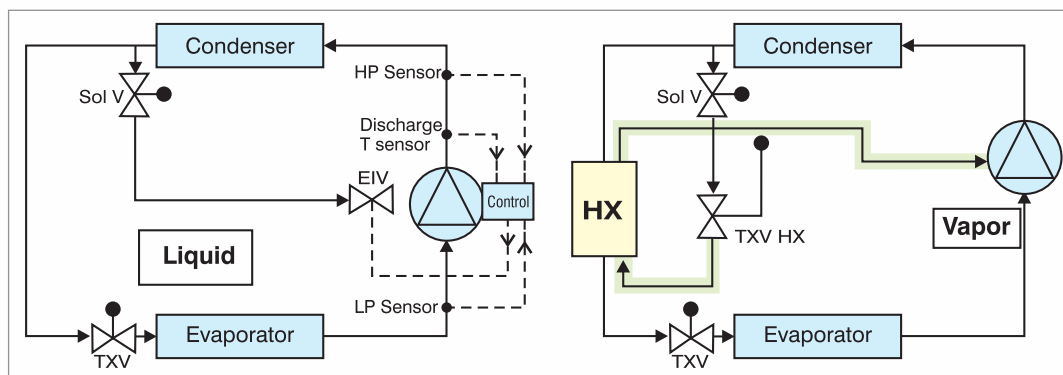 Condenser
HP Sensor
Sol V
Discharge
T sensor
EIV
Control
Liquid
LP Sensor
Evaporator
TXV
Condenser
Sol V
HX
TXV HX
Vapor
Evaporator
TXV